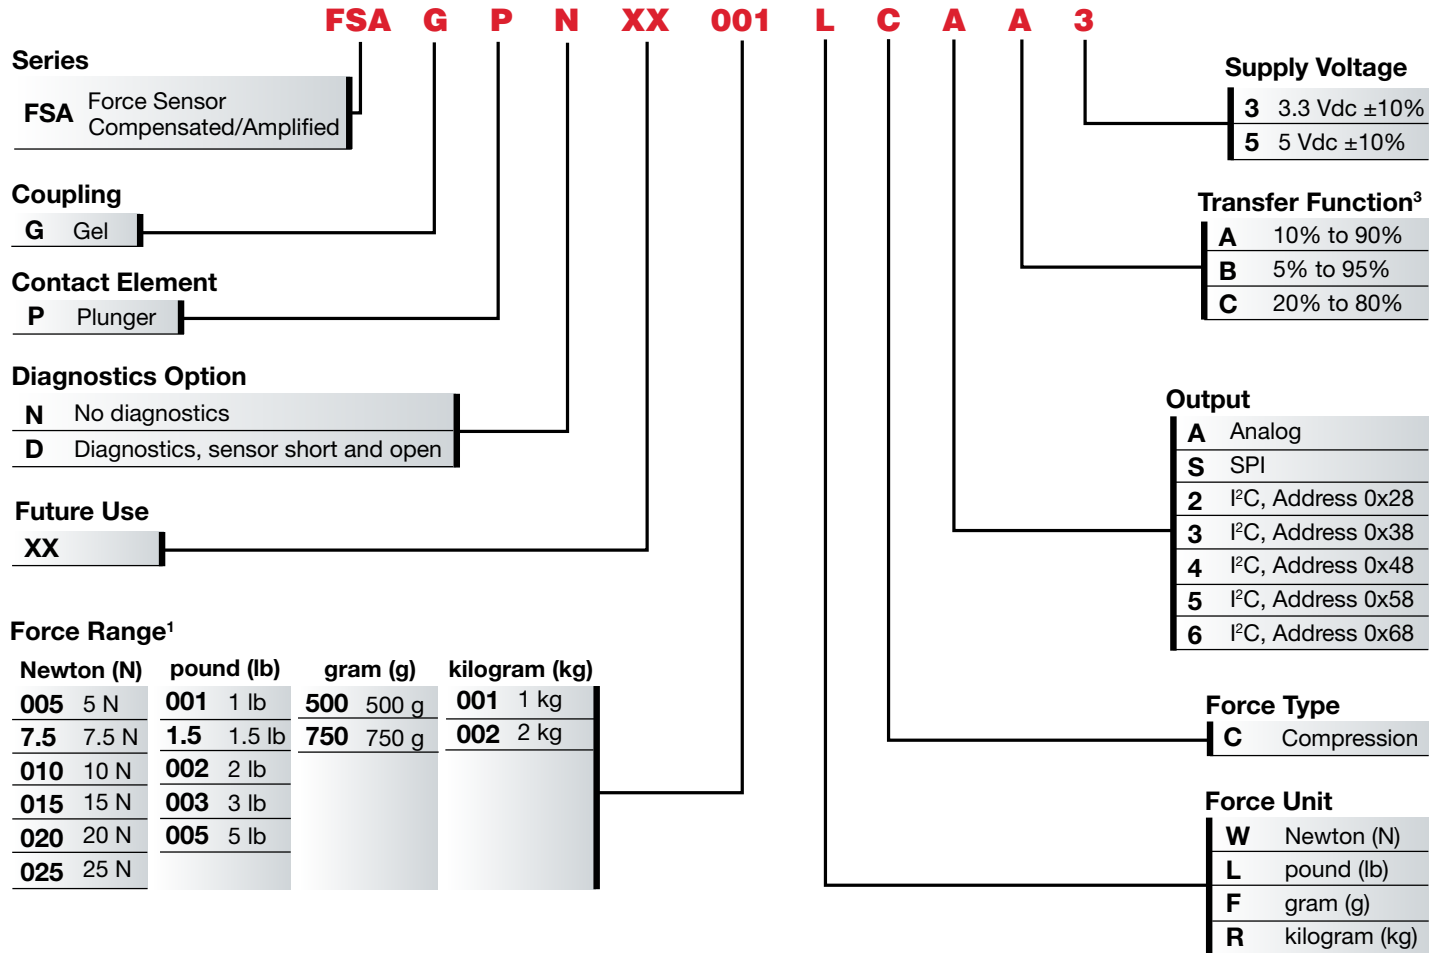 FSA G P N XX 001 L C A A 3
Series
FSA Force Sensor
Compensated/Amplified
Coupling
G Gel
Contact Element
P Plunger
Diagnostics Option
N No diagnostics
D Diagnostics, sensor short and open
Future Use
XX
Force Range¹
Newton (N) pound (lb) gram (g) kilogram (kg)
005 5 N 001 1 lb 500 500 g 001 1 kg
7.5 7.5 N 1.5 1.5 lb 750 750 g 002 2 kg
010 10 N 002 2 lb
015 15 N 003 3 lb
020 20 N 005 5 lb
025 25 N
Supply Voltage
3 3.3 Vdc ±10%
5 5 Vdc ±10%
Transfer Function³
A 10% to 90%
B 5% to 95%
C 20% to 80%
Output
A Analog
S SPI
2 I²C, Address 0x28
3 I²C, Address 0x38
4 I²C, Address 0x48
5 I²C, Address 0x58
6 I²C, Address 0x68
Force Type
C Compression
Force Unit
W Newton (N)
L pound (lb)
F gram (g)
R kilogram (kg)